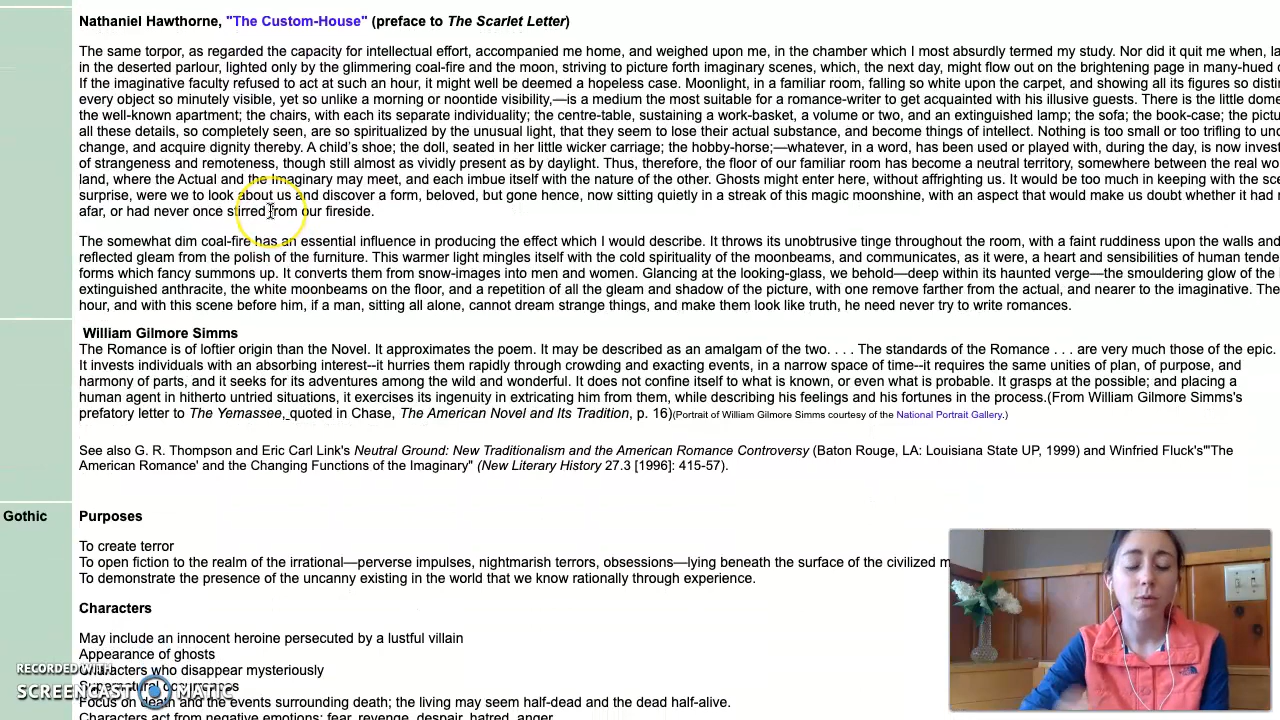 Nathaniel Hawthorne, "The Custom-House" (preface to The Scarlet Letter)
The same torpor, as regarded the capacity for intellectual effort, accompanied me home, and weighed upon me, in the chamber which I most absurdly termed my study. Nor did it quit me when, la
in the deserted parlour, lighted only by the glimmering coal-fire and the moon, striving to picture forth imaginary scenes, which, the next day, might flow out on the brightening page in many-hued
If the imaginative faculty refused to act at such an hour, it might well be deemed a hopeless case. Moonlight, in a familiar room, falling so white upon the carpet, and showing all its figures so
every object so minutely visible, yet so unlike a morning or noontide visibility,—is a medium the most suitable for a romance-writer to get acquainted with his illusive guests. There is the little
the well-known apartment; the chairs, with each its separate individuality; the centre-table, sustaining a work-basket, a volume or two, and an extinguished lamp; the sofa; the book-case; the
all these details, so completely seen, are so spiritualized by the unusual light, that they seem to lose their actual substance, and become things of intellect. Nothing is too small or too trifling to
change, and acquire dignity thereby. A child's shoe; the doll, seated in her little wicker carriage; the hobby-horse;—whatever, in a word, has been used or played with, during the day, is now
of strangeness and remoteness, though still almost as vividly present as by daylight. Thus, therefore, the floor of our familiar room has become a neutral territory, somewhere between the real
land, where the Actual and the Imaginary may meet, and each imbue itself with the nature of the other. Ghosts might enter here, without affrighting us. It would be too much in keeping with the
surprise, were we to look about us and discover a form, beloved, but gone hence, now sitting quietly in a streak of this magic moonshine, with an aspect that would make us doubt whether it had
afar, or had never once stirred from our fireside.
The somewhat dim coal-fire has an essential influence in producing the effect which I would describe. It throws its unobtrusive tinge throughout the room, with a faint ruddiness upon the walls and
reflected gleam from the polish of the furniture. This warmer light mingles itself with the cold spirituality of the moonbeams, and communicates, as it were, a heart and sensibilities of human
forms which fancy summons up. It converts them from snow-images into men and women. Glancing at the looking-glass, we behold—deep within its haunted verge—the smouldering glow of the
extinguished anthracite, the white moonbeams on the floor, and a repetition of all the gleam and shadow of the picture, with one remove farther from the actual, and nearer to the imaginative.
hour, and with this scene before him, if a man, sitting all alone, cannot dream strange things, and make them look like truth, he need never try to write romances.
William Gilmore Simms
The Romance is of loftier origin than the Novel. It approximates the poem. It may be described as an amalgam of the two. . . . The standards of the Romance . . . are very much those of the epic.
It invests individuals with an absorbing interest--it hurries them rapidly through crowding and exacting events, in a narrow space of time--it requires the same unities of plan, of purpose, and
harmony of parts, and it seeks for its adventures among the wild and wonderful. It does not confine itself to what is known, or even what is probable. It grasps at the possible; and placing a
human agent in hitherto untried situations, it exercises its ingenuity in extricating him from them, while describing his feelings and his fortunes in the process.(From William Gilmore Simms's
prefatory letter to The Yemassee, quoted in Chase, The American Novel and Its Tradition, p. 16)(Portrait of William Gilmore Simms courtesy of the National Portrait Gallery.)
See also G. R. Thompson and Eric Carl Link's Neutral Ground: New Traditionalism and the American Romance Controversy (Baton Rouge, LA: Louisiana State UP, 1999) and Winfried Fluck's"'The
American Romance' and the Changing Functions of the Imaginary" (New Literary History 27.3 [1996]: 415-57).
Gothic
Purposes
To create terror
To open fiction to the realm of the irrational—perverse impulses, nightmarish terrors, obsessions—lying beneath the surface of the civilized
To demonstrate the presence of the uncanny existing in the world that we know rationally through experience.
Characters
May include an innocent heroine persecuted by a lustful villain
Appearance of ghosts
Characters who disappear mysteriously
Supernatural occurrences
Focus on death and the events surrounding death; the living may seem half-dead and the dead half-alive.
Characters act from negative emotions: fear, revenge, despair, hatred, anger
RECORDED WITH
SCREENCAST MATIC